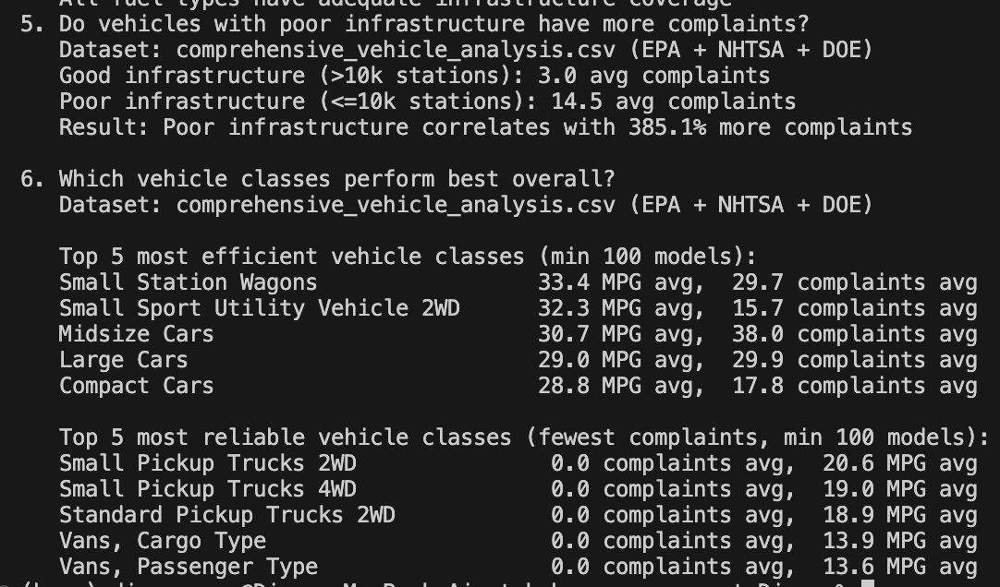 All fuel types have adequate infrastructure coverage
5. Do vehicles with poor infrastructure have more complaints?
Dataset: comprehensive_vehicle_analysis.csv (EPA + NHTSA + DOE)
Good infrastructure (>10k stations): 3.0 avg complaints
Poor infrastructure (<=10k stations): 14.5 avg complaints
Result: Poor infrastructure correlates with 385.1% more complaints
6. Which vehicle classes perform best overall?
Dataset: comprehensive_vehicle_analysis.csv (EPA + NHTSA + DOE)
Top 5 most efficient vehicle classes (min 100 models):
Small Station Wagons 33.4 MPG avg, 29.7 complaints avg
Small Sport Utility Vehicle 2WD 32.3 MPG avg, 15.7 complaints avg
Midsize Cars 30.7 MPG avg, 38.0 complaints avg
Large Cars 29.0 MPG avg, 29.9 complaints avg
Compact Cars 28.8 MPG avg, 17.8 complaints avg
Top 5 most reliable vehicle classes (fewest complaints, min 100 models):
Small Pickup Trucks 2WD 0.0 complaints avg, 20.6 MPG avg
Small Pickup Trucks 4WD 0.0 complaints avg, 19.0 MPG avg
Standard Pickup Trucks 2WD 0.0 complaints avg, 18.9 MPG avg
Vans, Cargo Type 0.0 complaints avg, 13.9 MPG avg
Vans, Passenger Type 0.0 complaints avg, 13.6 MPG avg